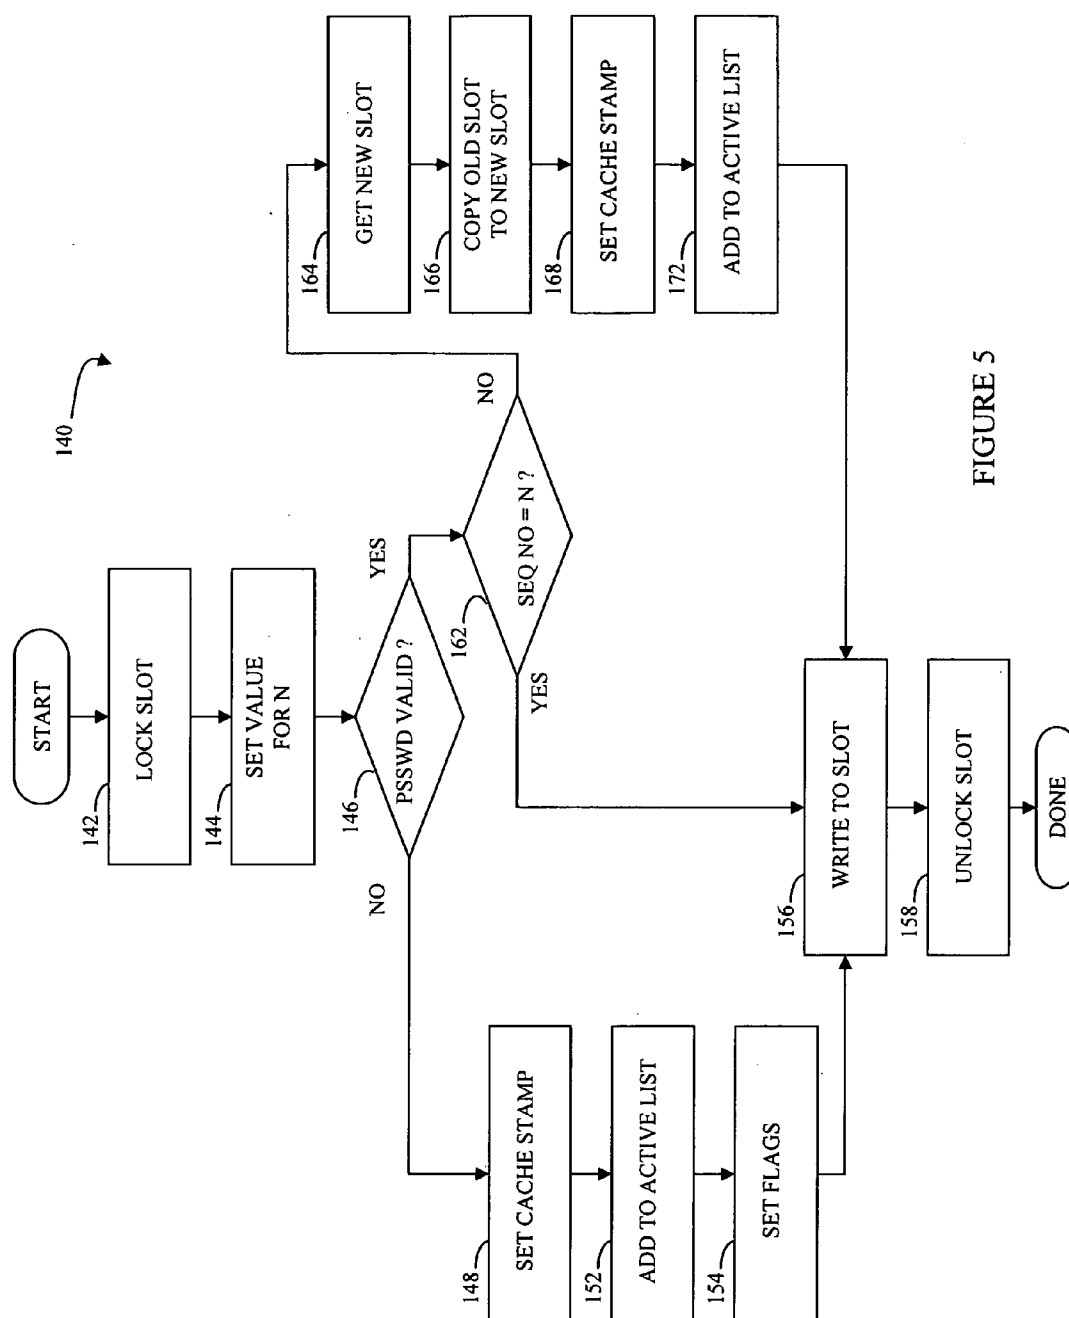 140
START
142
LOCK SLOT
144
SET VALUE
FOR N
146
PSSWD VALID ?
NO
YES
148
SET CACHE STAMP
152
ADD TO ACTIVE LIST
154
SET FLAGS
162
SEQ NO = N ?
YES
NO
164
GET NEW SLOT
166
COPY OLD SLOT
TO NEW SLOT
168
SET CACHE STAMP
172
ADD TO ACTIVE LIST
156
WRITE TO SLOT
158
UNLOCK SLOT
DONE
FIGURE 5